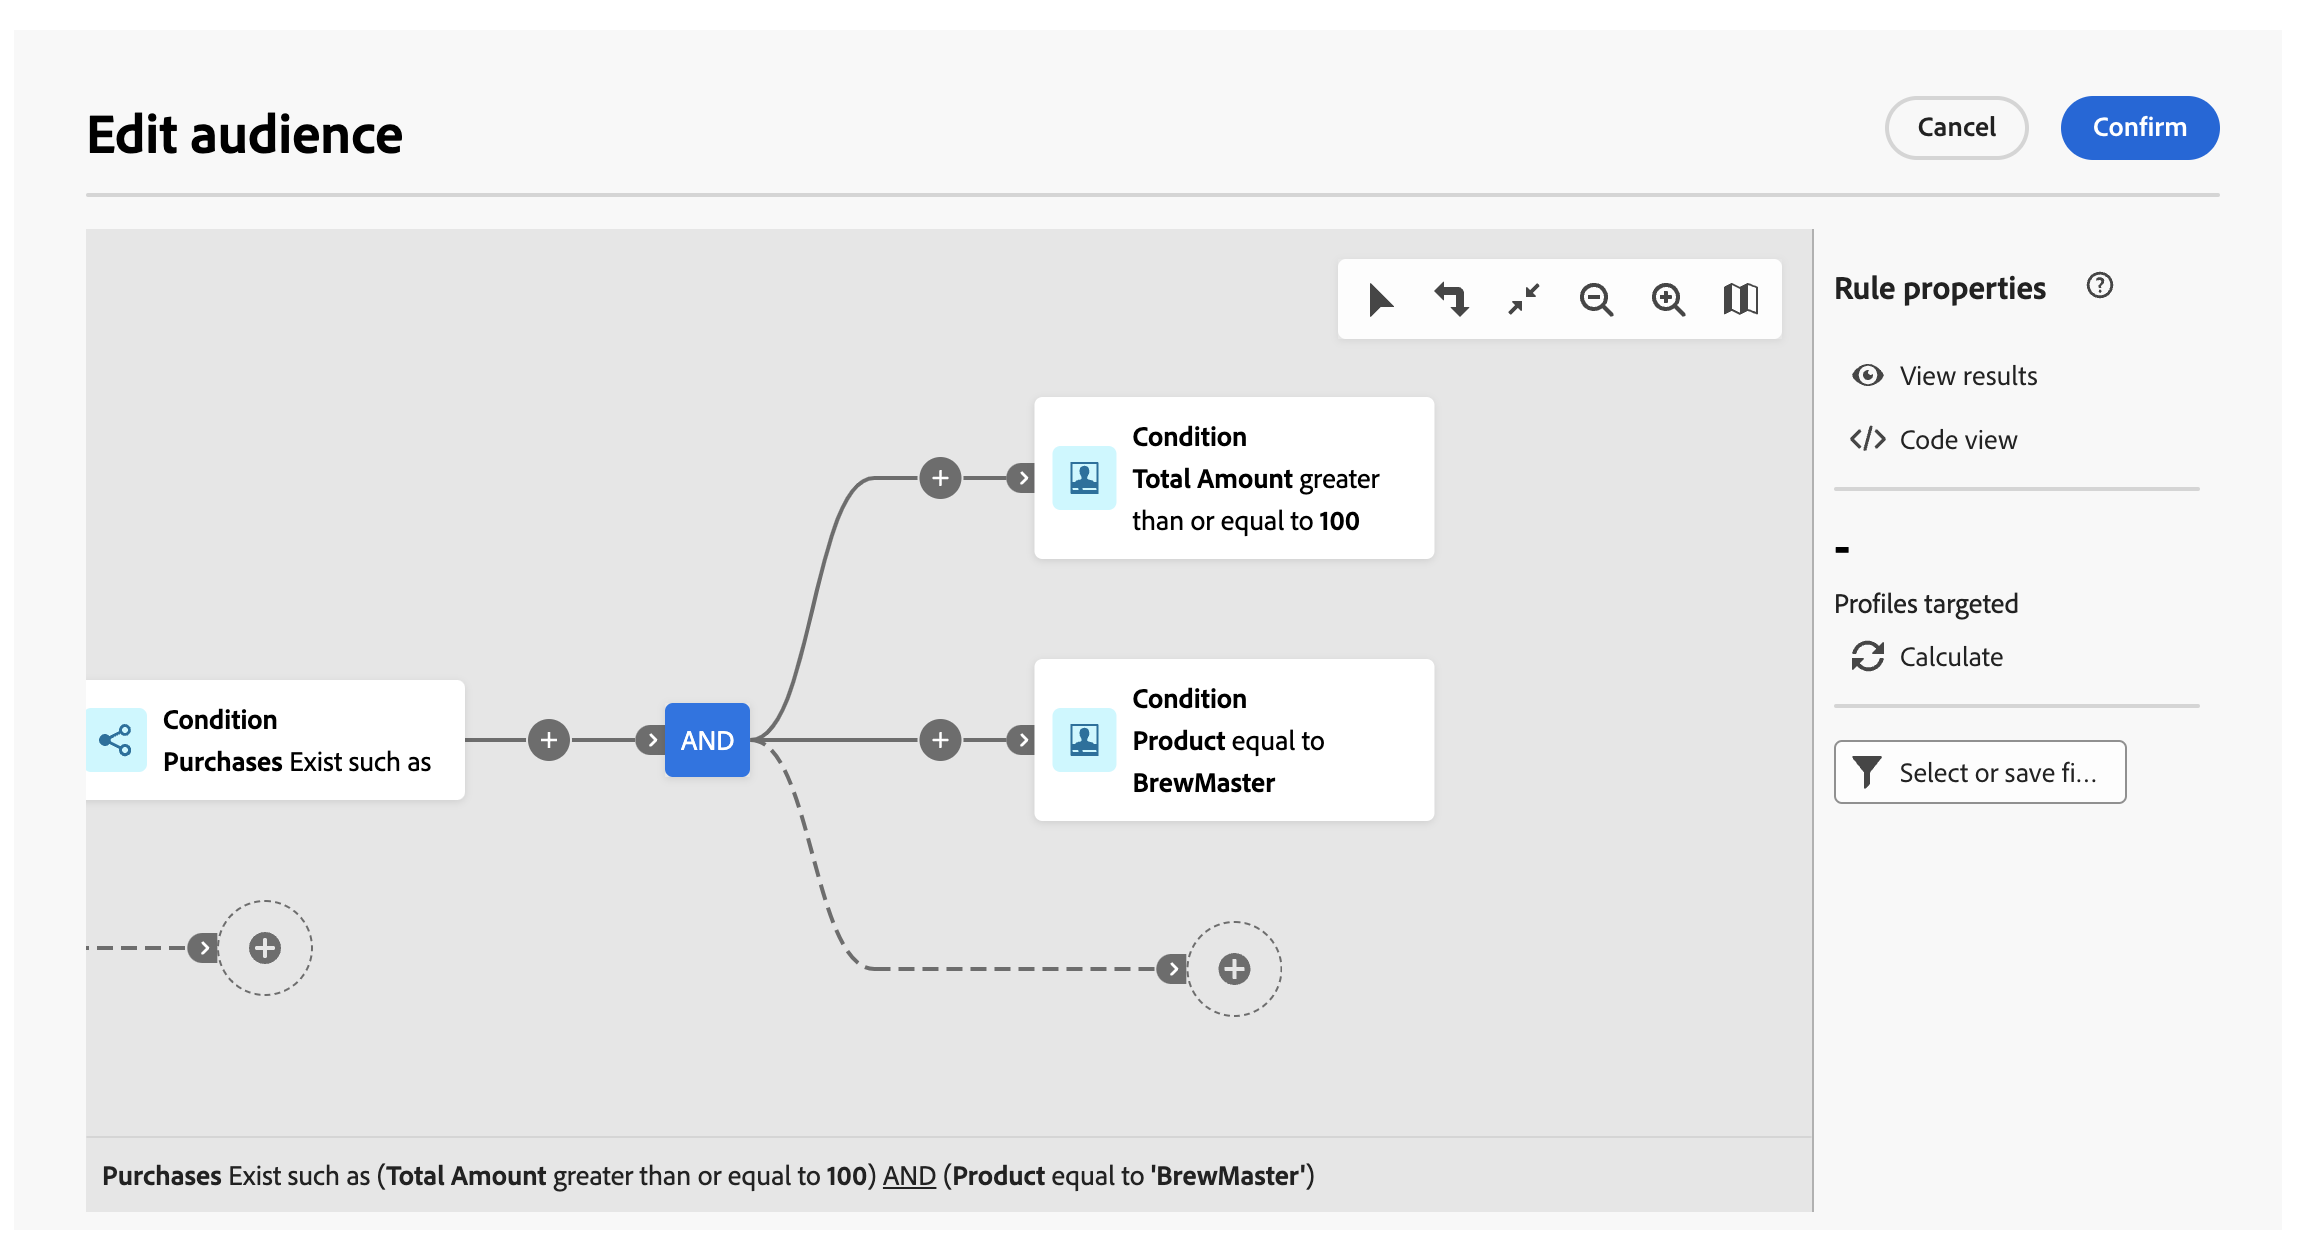 Edit audience
Cancel
Confirm
Rule properties
View results
Code view
-
Profiles targeted
Calculate
Select or save fi...
Condition
Total Amount greater
than or equal to 100
Condition
Purchases Exist such as
AND
Condition
Product equal to
BrewMaster
Purchases Exist such as (Total Amount greater than or equal to 100) AND (Product equal to 'BrewMaster')